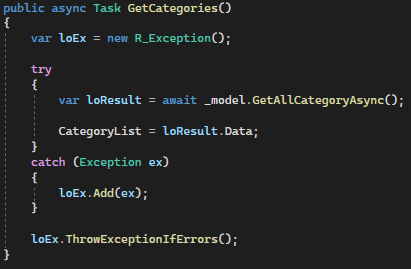 public async Task GetCategories()
{
    var loEx = new R_Exception();

    try
    {
        var loResult = await _model.GetAllCategoryAsync();

        CategoryList = loResult.Data;
    }
    catch (Exception ex)
    {
        loEx.Add(ex);
    }

    loEx.ThrowExceptionIfErrors();
}